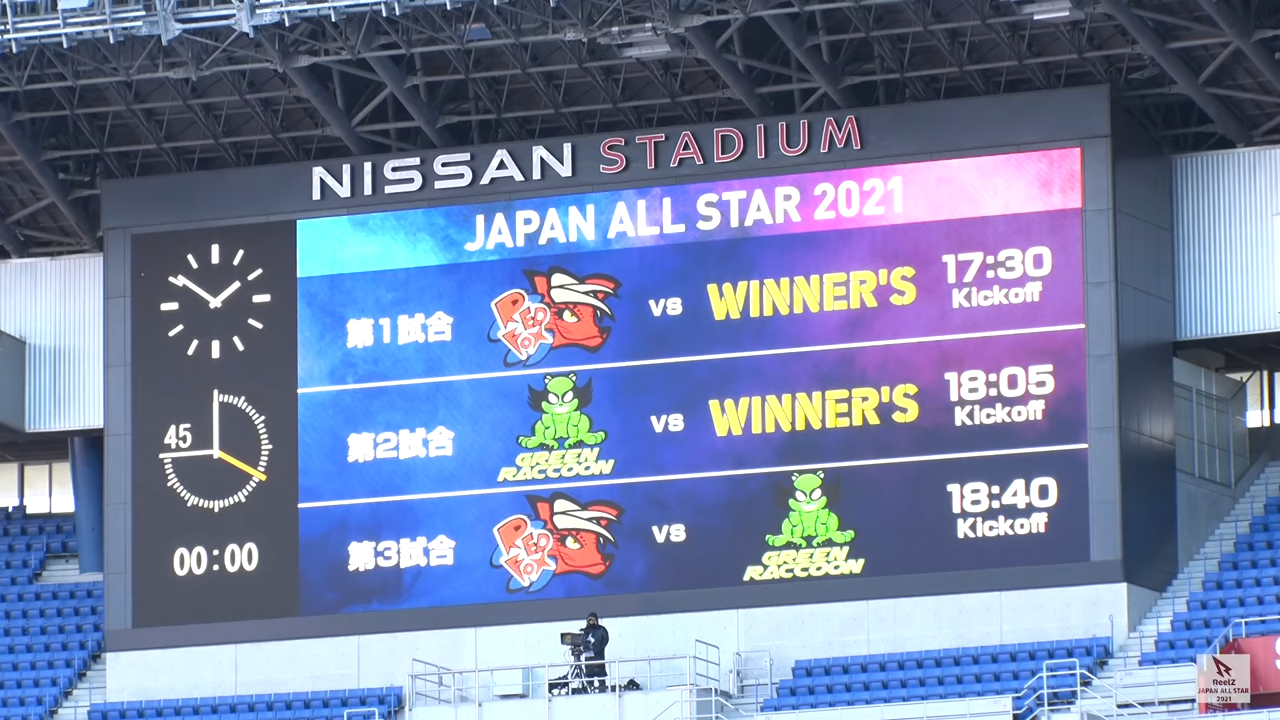 NISSAN STADIUM
JAPAN ALL STAR 2021
第1試合 RED FOX VS WINNER'S 17:30 Kickoff
第2試合 GREEN RACCOON VS WINNER'S 18:05 Kickoff
45
第3試合 RED FOX VS GREEN RACCOON 18:40 Kickoff
00:00
ReelZ
JAPAN ALL STAR
2021